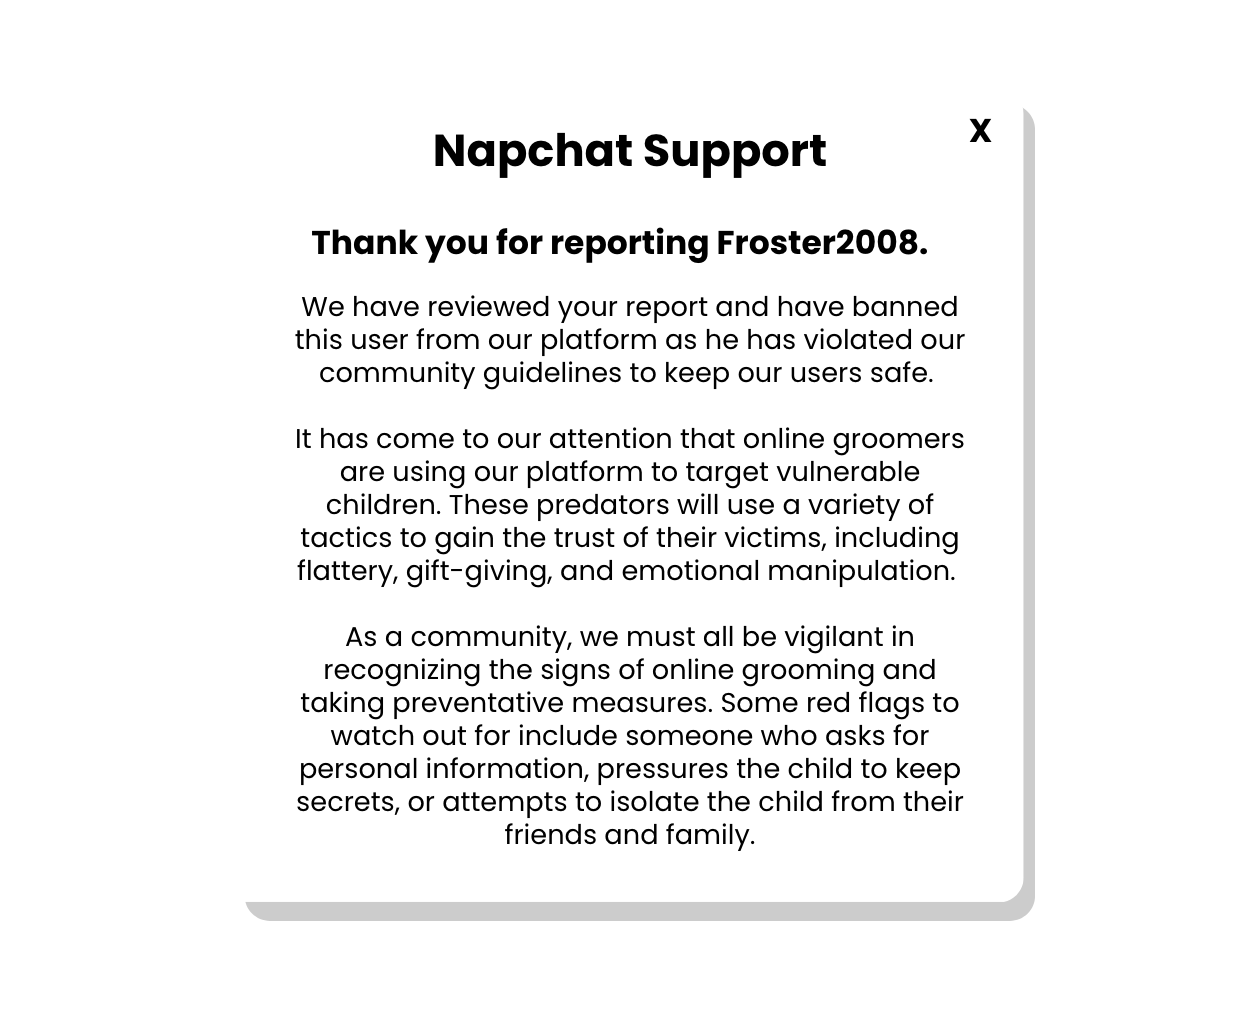 X
Napchat Support
Thank you for reporting Froster2008.
We have reviewed your report and have banned
this user from our platform as he has violated our
community guidelines to keep our users safe.
It has come to our attention that online groomers
are using our platform to target vulnerable
children. These predators will use a variety of
tactics to gain the trust of their victims, including
flattery, gift-giving, and emotional manipulation.
As a community, we must all be vigilant in
recognizing the signs of online grooming and
taking preventative measures. Some red flags to
watch out for include someone who asks for
personal information, pressures the child to keep
secrets, or attempts to isolate the child from their
friends and family.